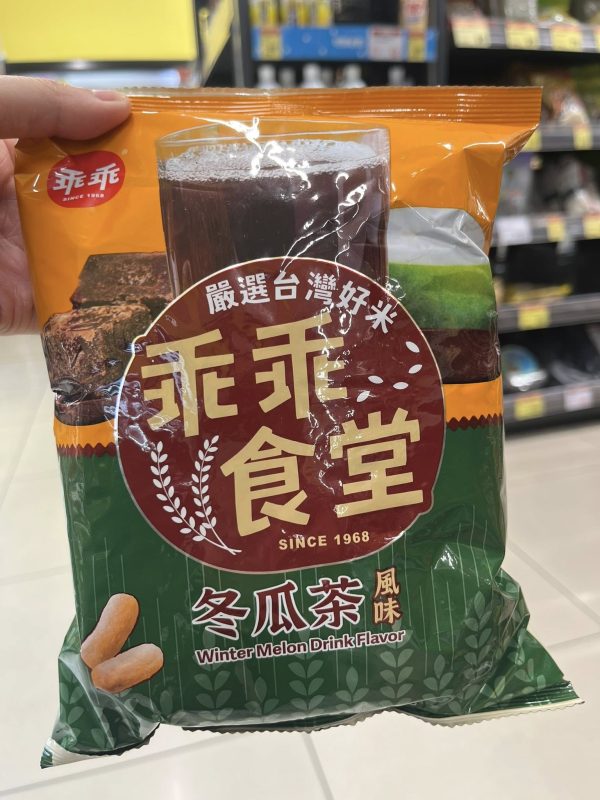 乖乖
SINCE 1968
嚴選台灣好米
乖乖
食堂
SINCE 1968
冬瓜茶風味
Winter Melon Drink Flavor